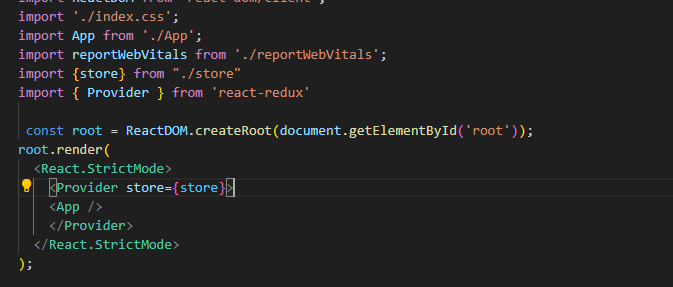 import ReactDOM from 'react-dom/client';
import './index.css';
import App from './App';
import reportWebVitals from './reportWebVitals';
import {store} from "./store"
import { Provider } from 'react-redux'
const root = ReactDOM.createRoot(document.getElementById('root'));
root.render(
<React.StrictMode>
<Provider store={store}>
<App />
</Provider>
</React.StrictMode>
);